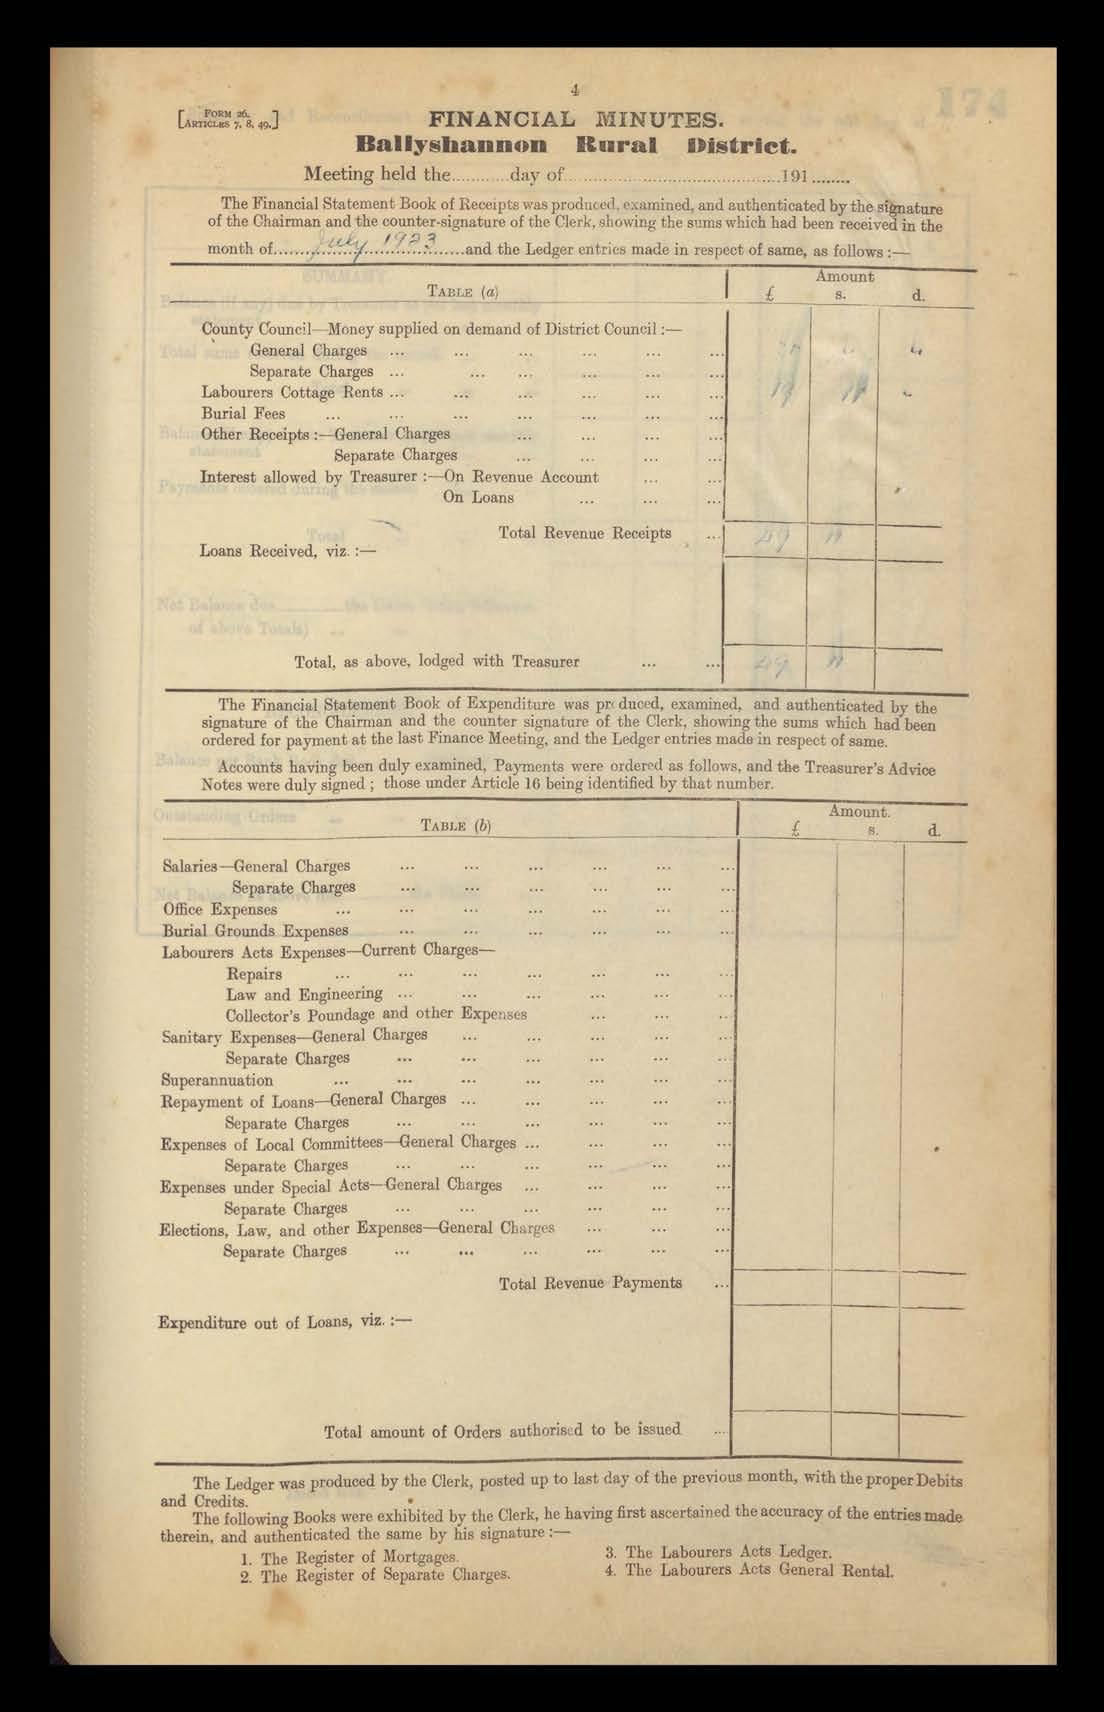 4
174
[FORM 26. ARTICLES 7, 8, 49.]
FINANCIAL MINUTES.
Ballyshannon Rural District.
Meeting held the............day of..........................................191........
The Financial Statement Book of Receipts was produced, examined, and authenticated by the signature
of the Chairman and the counter-signature of the Clerk, showing the sums which had been received in the
month of........July 1923........and the Ledger entries made in respect of same, as follows :—
TABLE (a)
Amount
£ s. d.
County Council—Money supplied on demand of District Council :—
General Charges ... ... ... ... ... ...
Separate Charges ... ... ... ... ... ...
Labourers Cottage Rents ... ... ... ... ... ... 19 11
Burial Fees ... ... ... ... ... ... ...
Other Receipts :—General Charges ... ... ... ...
Separate Charges ... ... ... ...
Interest allowed by Treasurer :—On Revenue Account ... ...
On Loans ... ... ...
Total Revenue Receipts ... 49 11
Loans Received, viz. :—
Total, as above, lodged with Treasurer ... ... 49 11
The Financial Statement Book of Expenditure was pr duced, examined, and authenticated by the
signature of the Chairman and the counter signature of the Clerk, showing the sums which had been
ordered for payment at the last Finance Meeting, and the Ledger entries made in respect of same.
Accounts having been duly examined, Payments were ordered as follows, and the Treasurer's Advice
Notes were duly signed ; those under Article 16 being identified by that number.
TABLE (b)
Amount.
£ s. d.
Salaries—General Charges ... ... ... ... ... ...
Separate Charges ... ... ... ... ... ...
Office Expenses ... ... ... ... ... ... ...
Burial Grounds Expenses ... ... ... ... ... ...
Labourers Acts Expenses—Current Charges—
Repairs ... ... ... ... ... ... ...
Law and Engineering ... ... ... ... ... ...
Collector's Poundage and other Expenses ... ... ...
Sanitary Expenses—General Charges ... ... ... ... ...
Separate Charges ... ... ... ... ... ...
Superannuation ... ... ... ... ... ... ...
Repayment of Loans—General Charges ... ... ... ... ...
Separate Charges ... ... ... ... ... ...
Expenses of Local Committees—General Charges ... ... ... ...
Separate Charges ... ... ... ... ... ...
Expenses under Special Acts—General Charges ... ... ... ...
Separate Charges ... ... ... ... ... ...
Elections, Law, and other Expenses—General Charges ... ... ...
Separate Charges ... ... ... ... ... ...
Total Revenue Payments ...
Expenditure out of Loans, viz. :—
Total amount of Orders authorised to be issued ...
The Ledger was produced by the Clerk, posted up to last day of the previous month, with the proper Debits
and Credits.
The following Books were exhibited by the Clerk, he having first ascertained the accuracy of the entries made
therein, and authenticated the same by his signature :—
1. The Register of Mortgages.
2. The Register of Separate Charges.
3. The Labourers Acts Ledger.
4. The Labourers Acts General Rental.